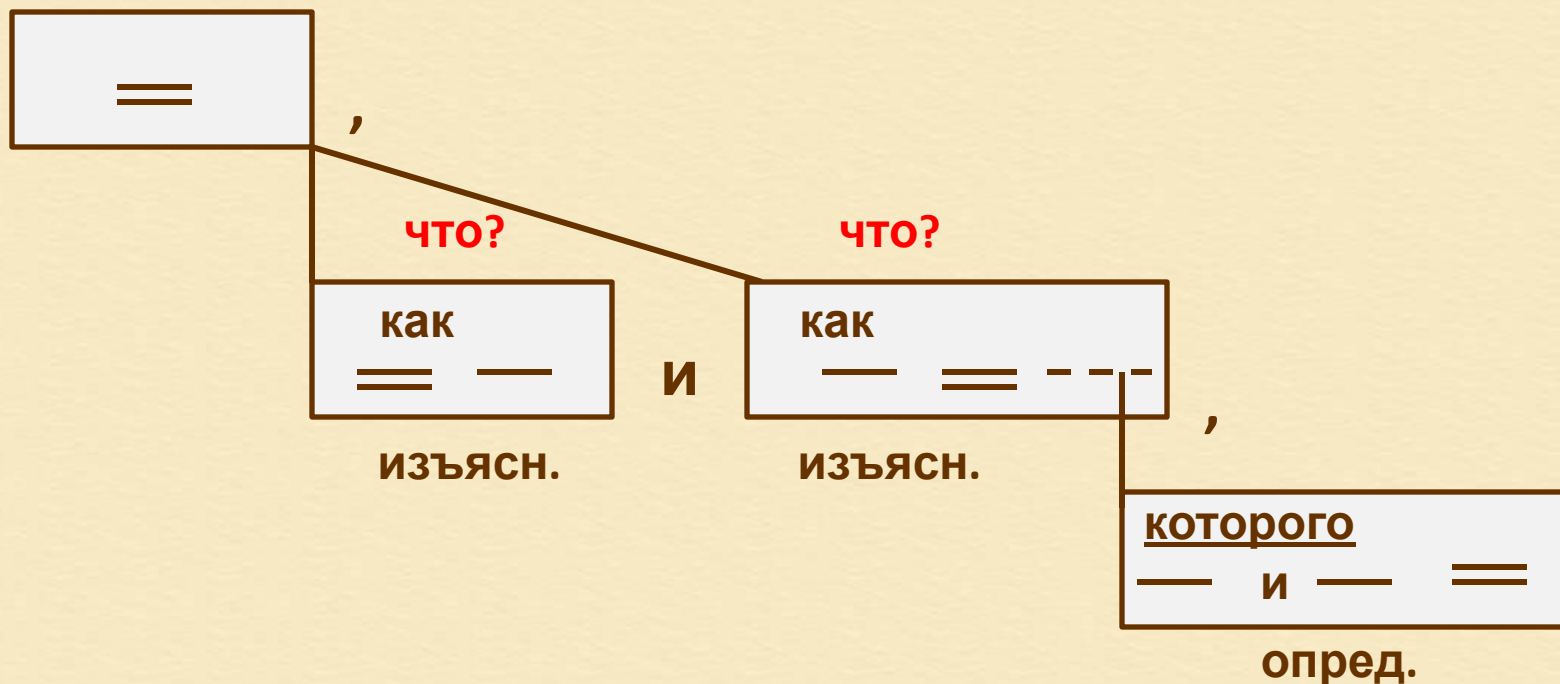 ,
что? что?
как как
и
,
изъясн. изъясн.
которого
и
опред.